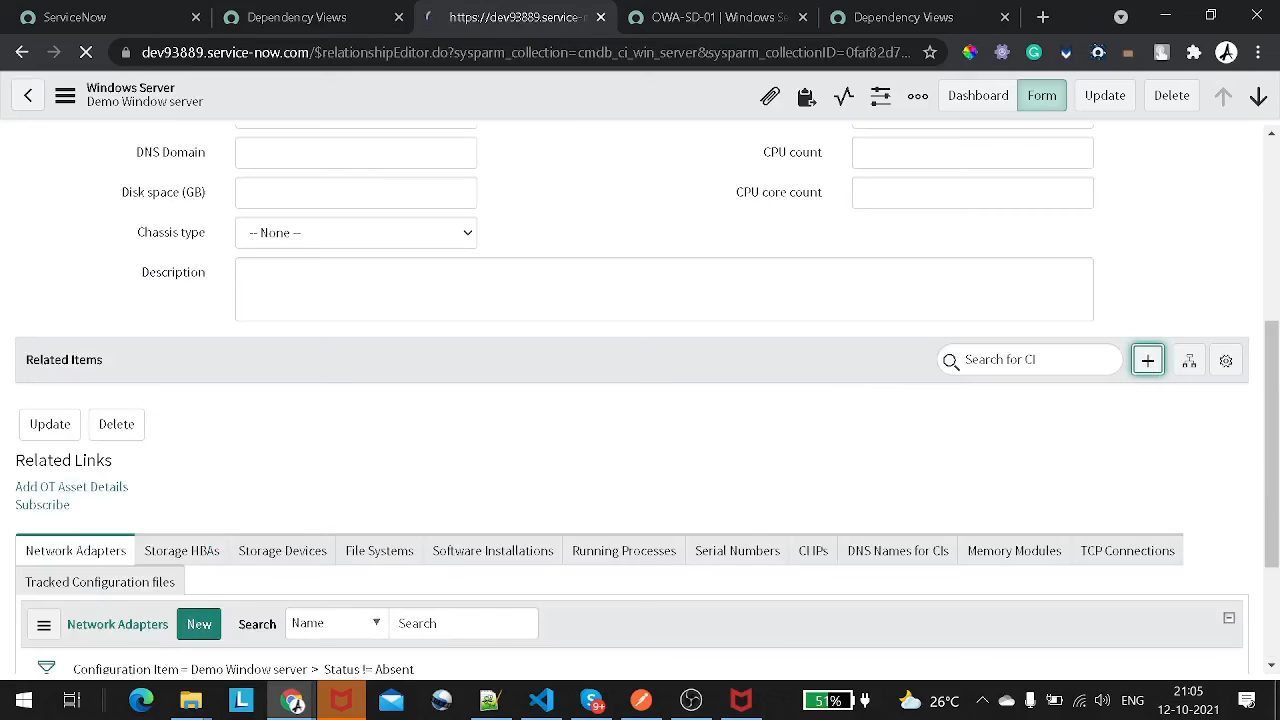 ServiceNow
Dependency Views
https://dev93889.service-n
OWA-SD-01 | Windows Se
Dependency Views
dev93889.service-now.com/$relationshipEditor.do?sysparm_collection=cmdb_ci_win_server&sysparm_collectionID=0faf82d7...
Windows Server
Demo Window server
Dashboard
Form
Update
Delete
DNS Domain
CPU count
Disk space (GB)
CPU core count
Chassis type
-- None --
Description
Related Items
Search for CI
Update
Delete
Related Links
Add OT Asset Details
Subscribe
Network Adapters
Storage HBAs
Storage Devices
File Systems
Software Installations
Running Processes
Serial Numbers
CI IPs
DNS Names for CIs
Memory Modules
TCP Connections
Tracked Configuration files
Network Adapters
New
Search
Name
Search
Configuration Item = Demo Window server > Status != Absent
L
9+
51%
26°C
ENG
21:05
12-10-2021